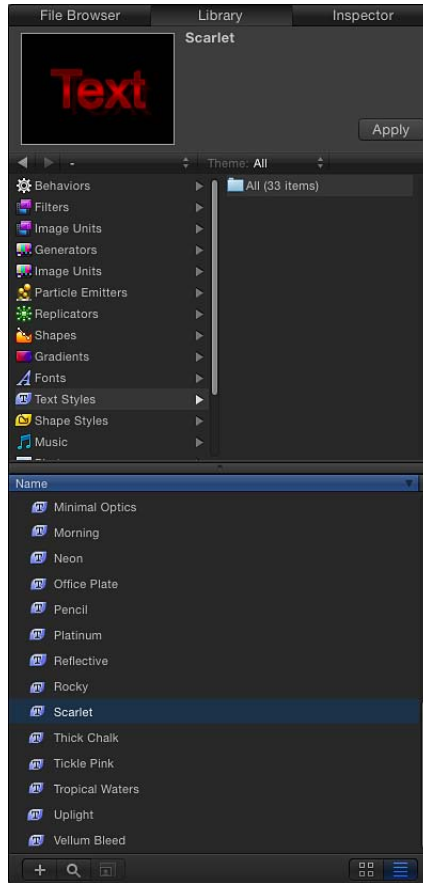 File Browser
Library
Inspector
Text
Scarlet
Apply
-
Theme: All
Behaviors
Filters
Image Units
Generators
Image Units
Particle Emitters
Replicators
Shapes
Gradients
Fonts
Text Styles
Shape Styles
Music
All (33 items)
Name
Minimal Optics
Morning
Neon
Office Plate
Pencil
Platinum
Reflective
Rocky
Scarlet
Thick Chalk
Tickle Pink
Tropical Waters
Uplight
Vellum Bleed